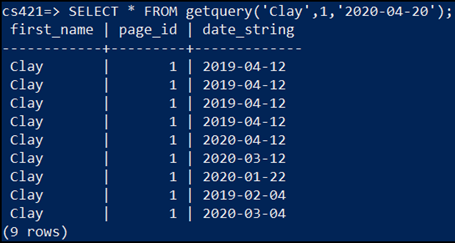 cs421=> SELECT * FROM getquery('Clay',1,'2020-04-20');
first_name | page_id | date_string
------------+---------+-------------
Clay | 1 | 2019-04-12
Clay | 1 | 2019-04-12
Clay | 1 | 2019-04-12
Clay | 1 | 2019-04-12
Clay | 1 | 2020-04-12
Clay | 1 | 2020-03-12
Clay | 1 | 2020-01-22
Clay | 1 | 2019-02-04
Clay | 1 | 2020-03-04
(9 rows)